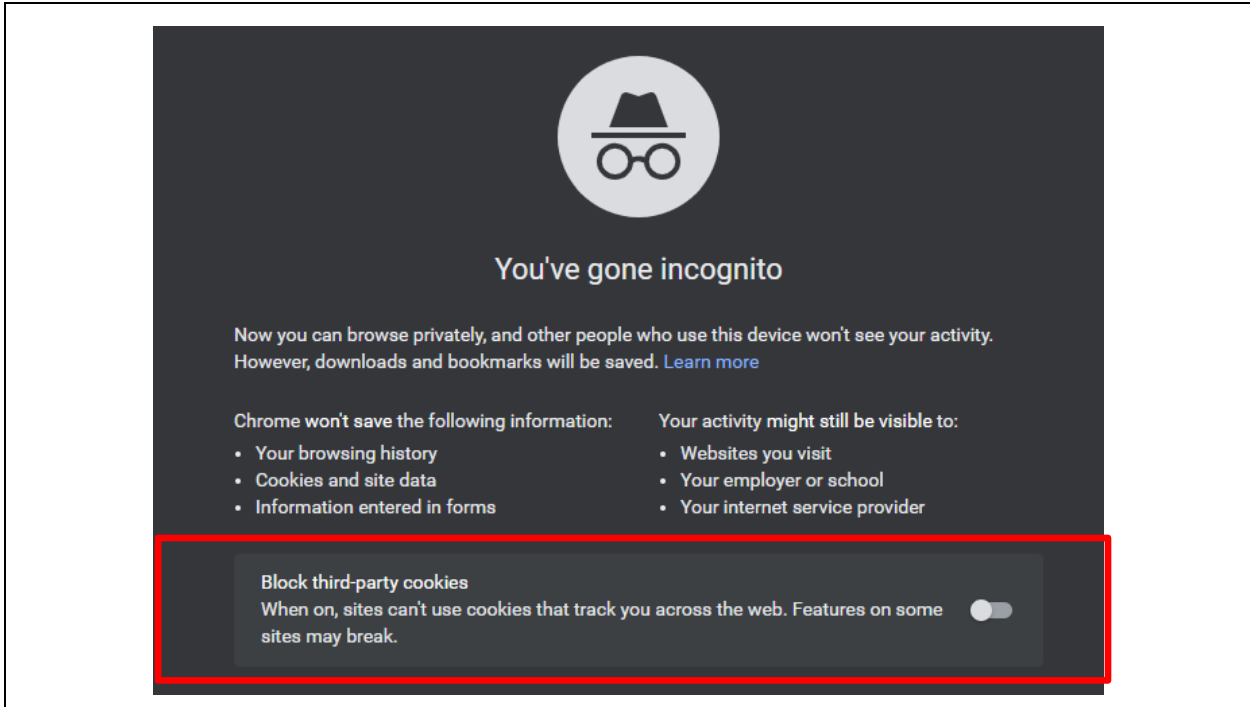 You've gone incognito
Now you can browse privately, and other people who use this device won't see your activity.
However, downloads and bookmarks will be saved. Learn more
Chrome won't save the following information:
• Your browsing history
• Cookies and site data
• Information entered in forms
Your activity might still be visible to:
• Websites you visit
• Your employer or school
• Your internet service provider
Block third-party cookies
When on, sites can't use cookies that track you across the web. Features on some
sites may break.